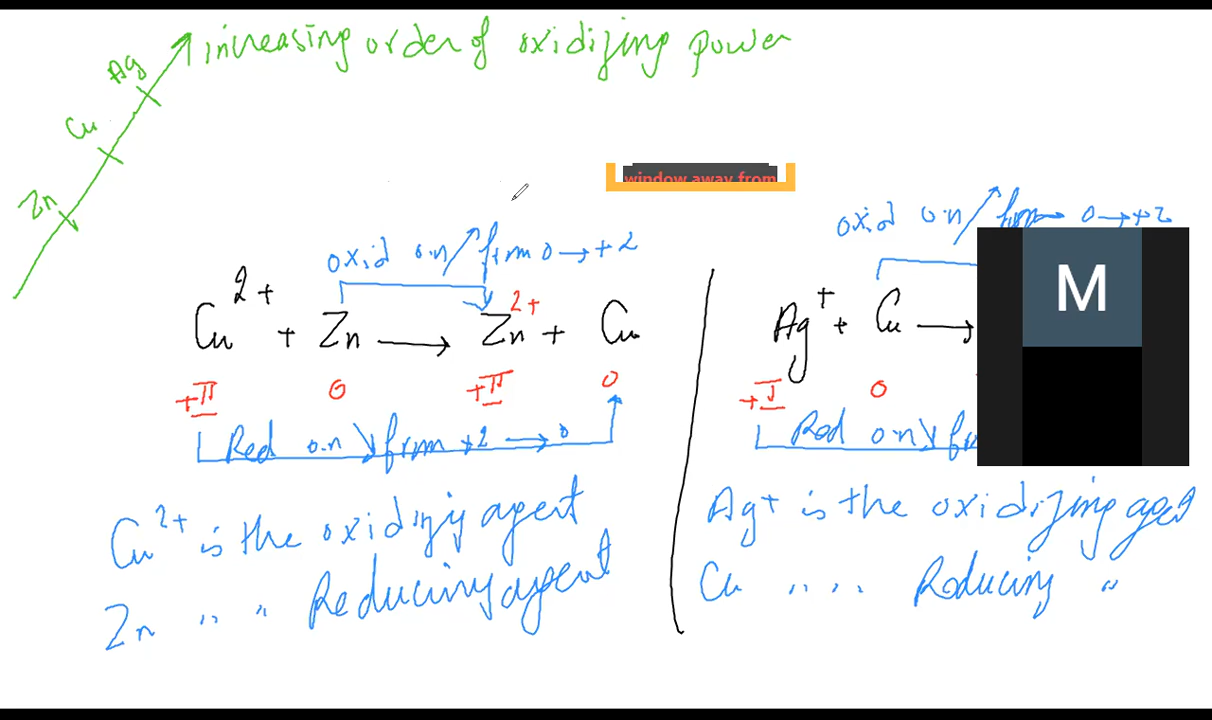 increasing order of oxidizing power
Ag
Cu
Zn
window away from
oxid o.n ↗ from 0 → +2
oxid o.n ↗ from 0 → +2
Cu²⁺ + Zn → Zn²⁺ + Cu
Ag⁺ + Cu →
M
+II 0 +II 0
+I 0
Red o.n ↘ from +2 → 0
Red o.n ↘
Cu²⁺ is the oxidizing agent
Zn " " Reducing agent
Ag⁺ is the oxidizing agent
Cu " " Reducing "